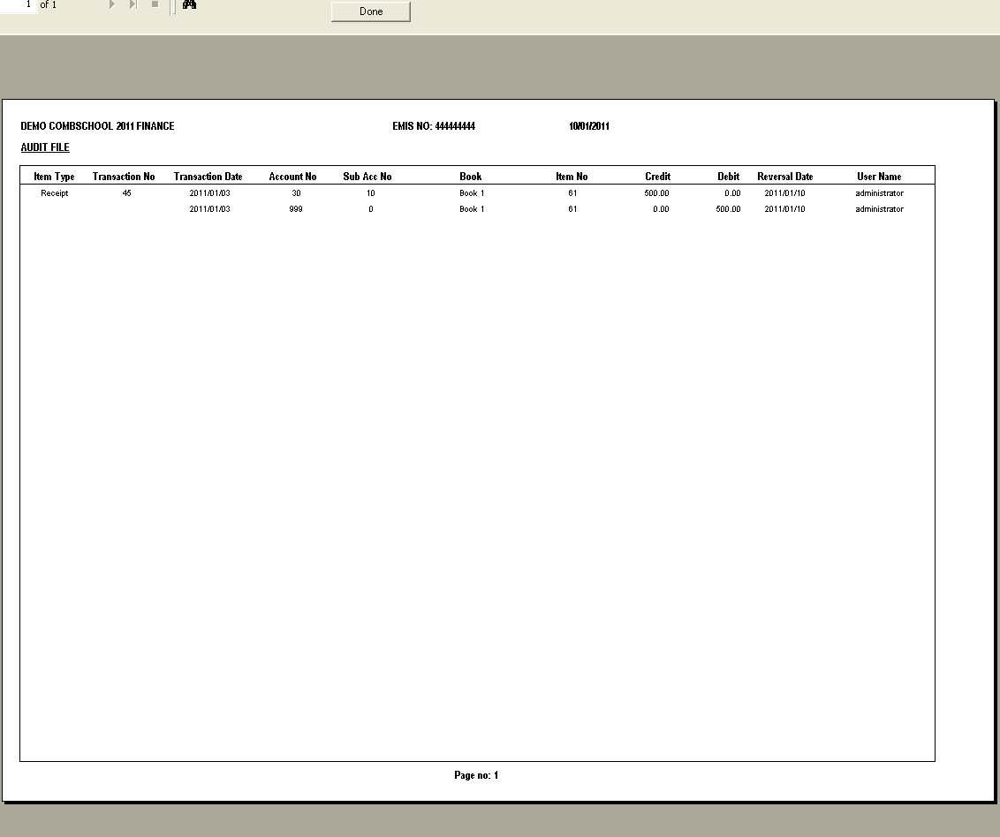 1 of 1
Done
DEMO COMBSCHOOL 2011 FINANCE EMIS NO: 444444444 10/01/2011
AUDIT FILE
Item Type Transaction No Transaction Date Account No Sub Acc No Book Item No Credit Debit Reversal Date User Name
Receipt 45 2011/01/03 30 10 Book 1 61 500.00 0.00 2011/01/10 administrator
2011/01/03 999 0 Book 1 61 0.00 500.00 2011/01/10 administrator
Page no: 1